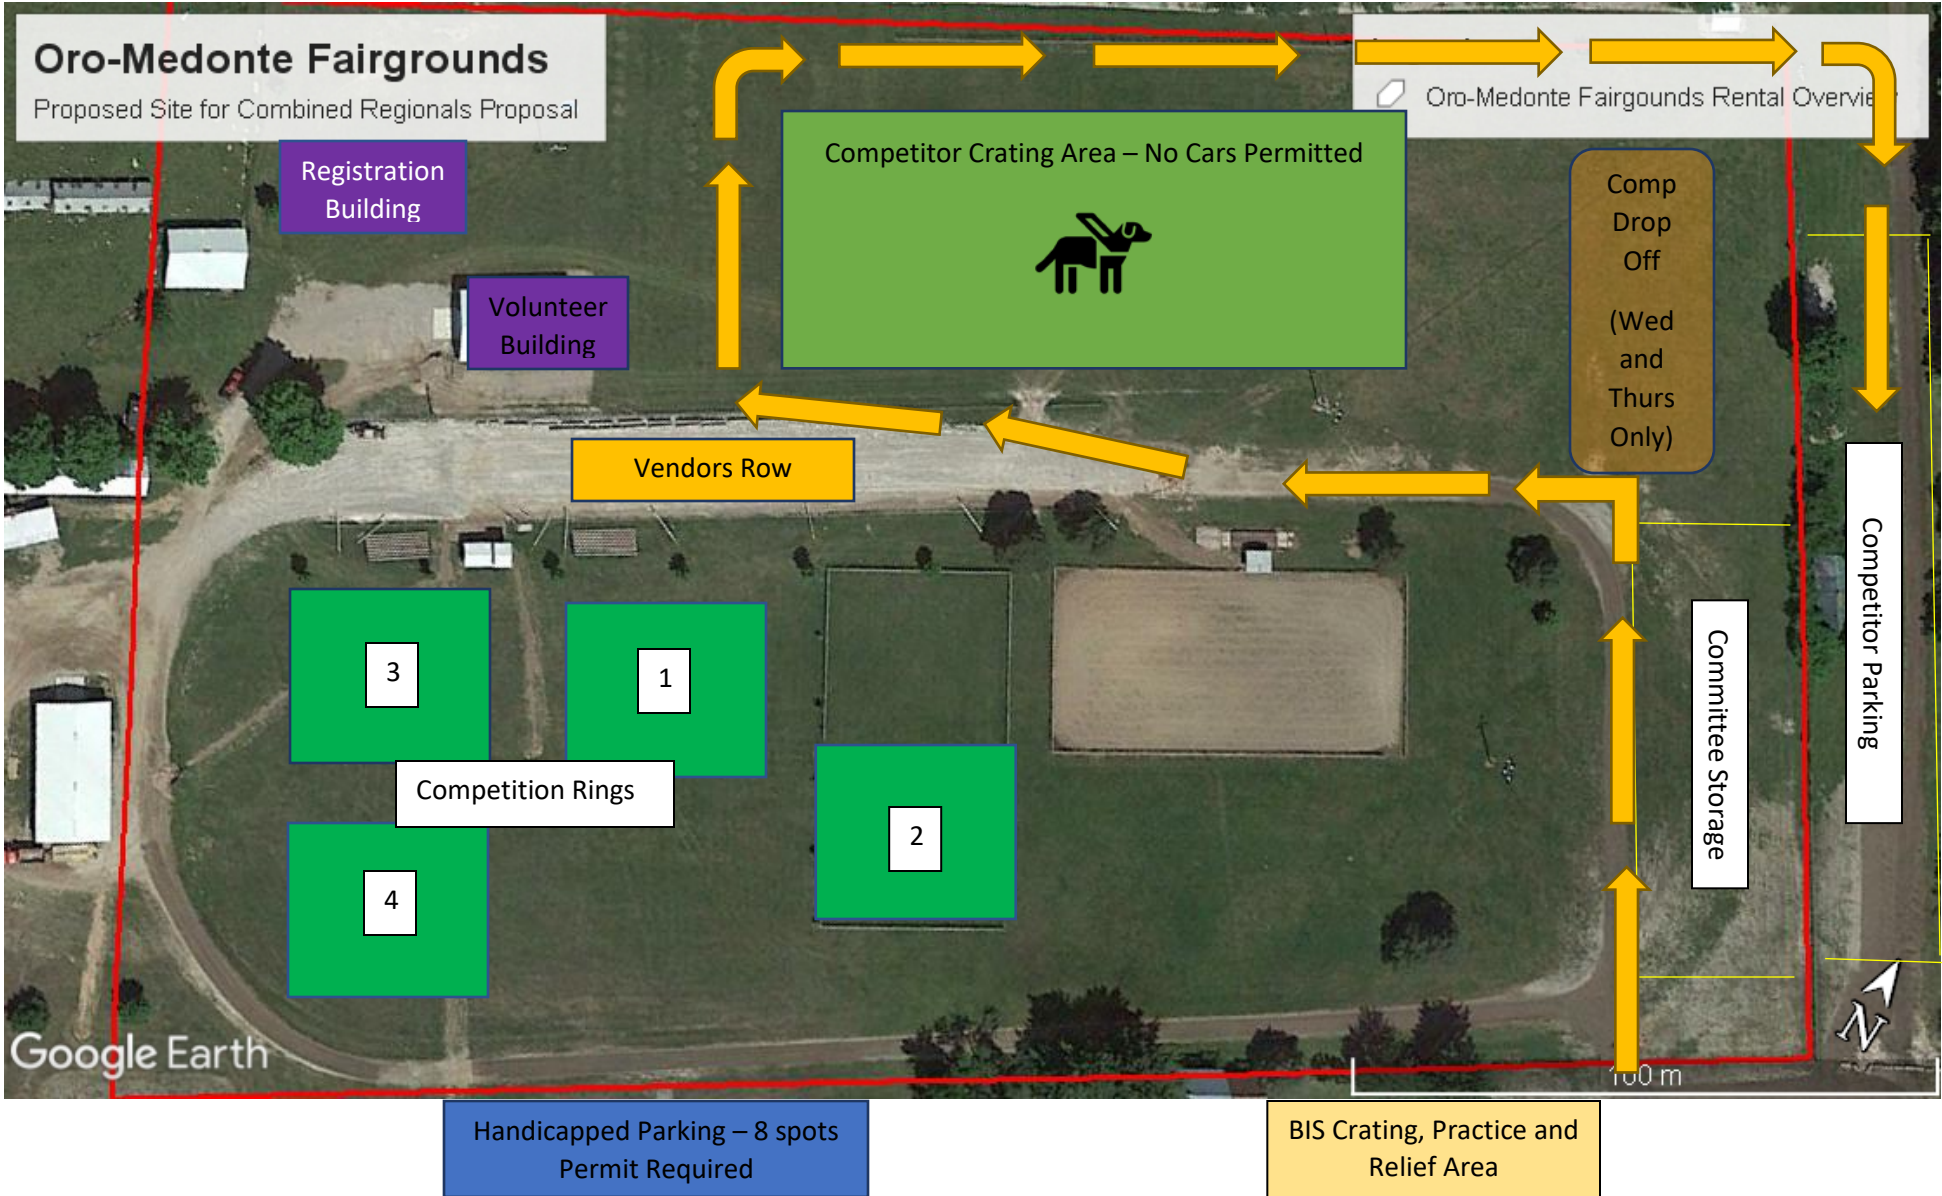 Oro-Medonte Fairgrounds
Proposed Site for Combined Regionals Proposal
Oro-Medonte Fairgounds Rental Overview
Registration
Building
Competitor Crating Area – No Cars Permitted
Comp
Drop
Off
(Wed
and
Thurs
Only)
Volunteer
Building
Vendors Row
Competitor Parking
Committee Storage
3
1
Competition Rings
2
4
N
Google Earth
100 m
Handicapped Parking – 8 spots
Permit Required
BIS Crating, Practice and
Relief Area